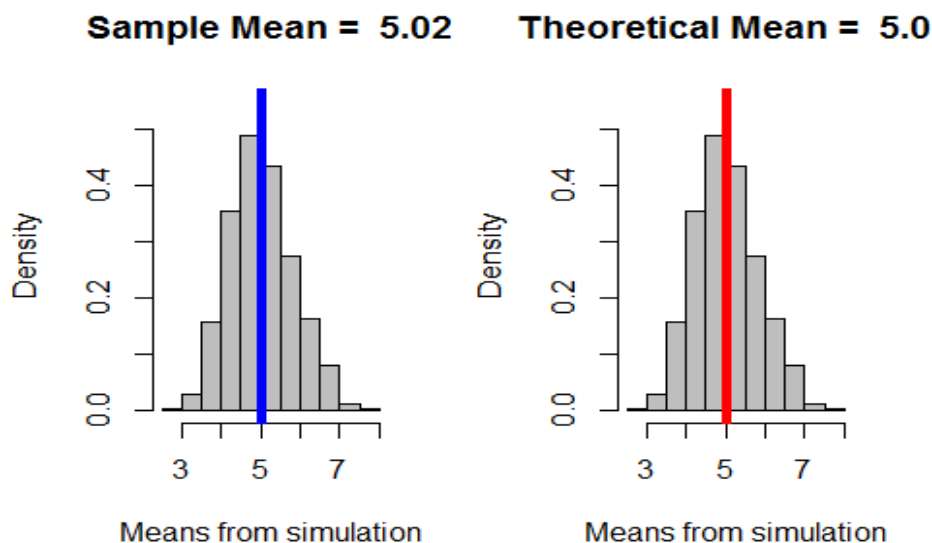 Sample Mean = 5.02
Density
0.0 0.2 0.4
3 5 7
Means from simulation
Theoretical Mean = 5.0
Density
0.0 0.2 0.4
3 5 7
Means from simulation